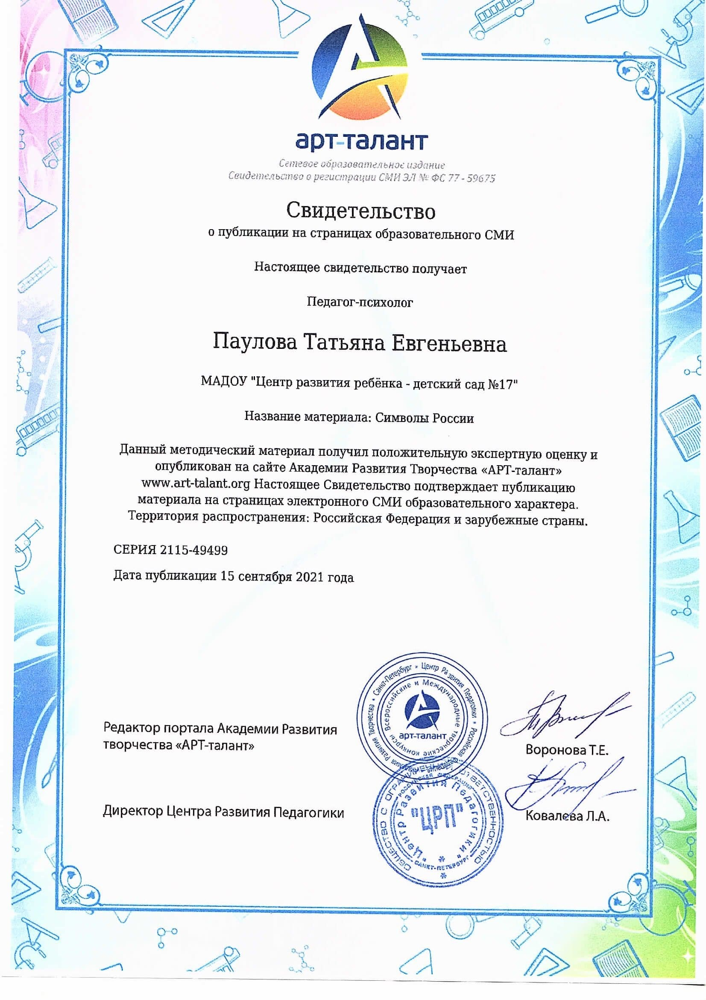 арт-талант
Сетевое образовательное издание
Свидетельство о регистрации СМИ ЭЛ № ФС 77 - 59675
Свидетельство
о публикации на страницах образовательного СМИ
Настоящее свидетельство получает
Педагог-психолог
Паулова Татьяна Евгеньевна
МАДОУ "Центр развития ребёнка - детский сад №17"
Название материала: Символы России
Данный методический материал получил положительную экспертную оценку и
опубликован на сайте Академии Развития Творчества «АРТ-талант»
www.art-talant.org Настоящее Свидетельство подтверждает публикацию
материала на страницах электронного СМИ образовательного характера.
Территория распространения: Российская Федерация и зарубежные страны.
СЕРИЯ 2115-49499
Дата публикации 15 сентября 2021 года
Редактор портала Академии Развития
творчества «АРТ-талант»
Санкт-Петербург * Центр Развития Педагогики * Российская Федерация
Развития Творчества *
Всероссийские и Международные творческие конкурсы
арт-талант
Воронова Т.Е.
Директор Центра Развития Педагогики
ОБЩЕСТВО С ОГРАНИЧЕННОЙ ОТВЕТСТВЕННОСТЬЮ
РОССИЙСКАЯ ФЕДЕРАЦИЯ
"Центр Развития Педагогики"
"ЦРП"
САНКТ-ПЕТЕРБУРГ
Ковалева Л.А.